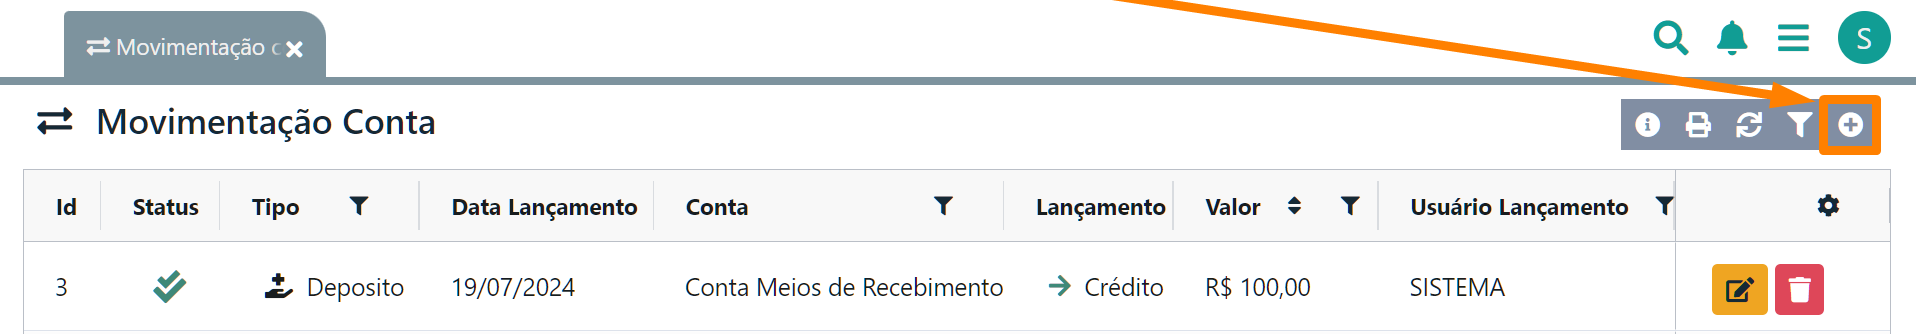 Movimentação c
S
Movimentação Conta
Id Status Tipo Data Lançamento Conta Lançamento Valor Usuário Lançamento
3 Deposito 19/07/2024 Conta Meios de Recebimento Crédito R$ 100,00 SISTEMA